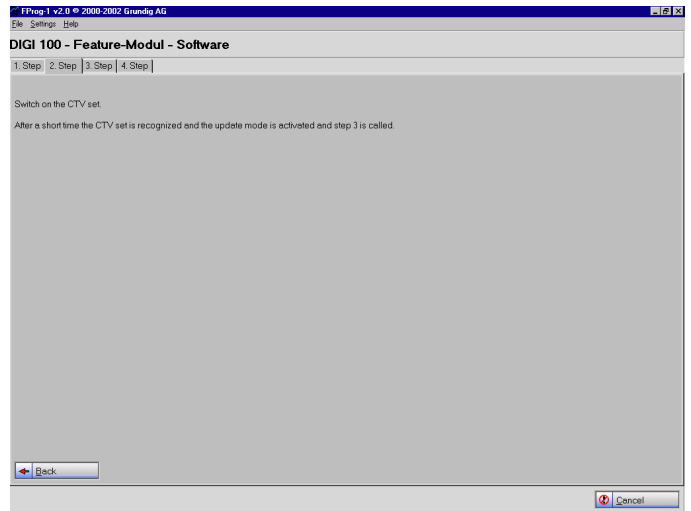 FProg-1 v2.0 © 2000-2002 Grundig AG
File Settings Help
DIGI 100 - Feature-Modul - Software
1. Step 2. Step 3. Step 4. Step
Switch on the CTV set.
After a short time the CTV set is recognized and the update mode is activated and step 3 is called.
Back
Cancel